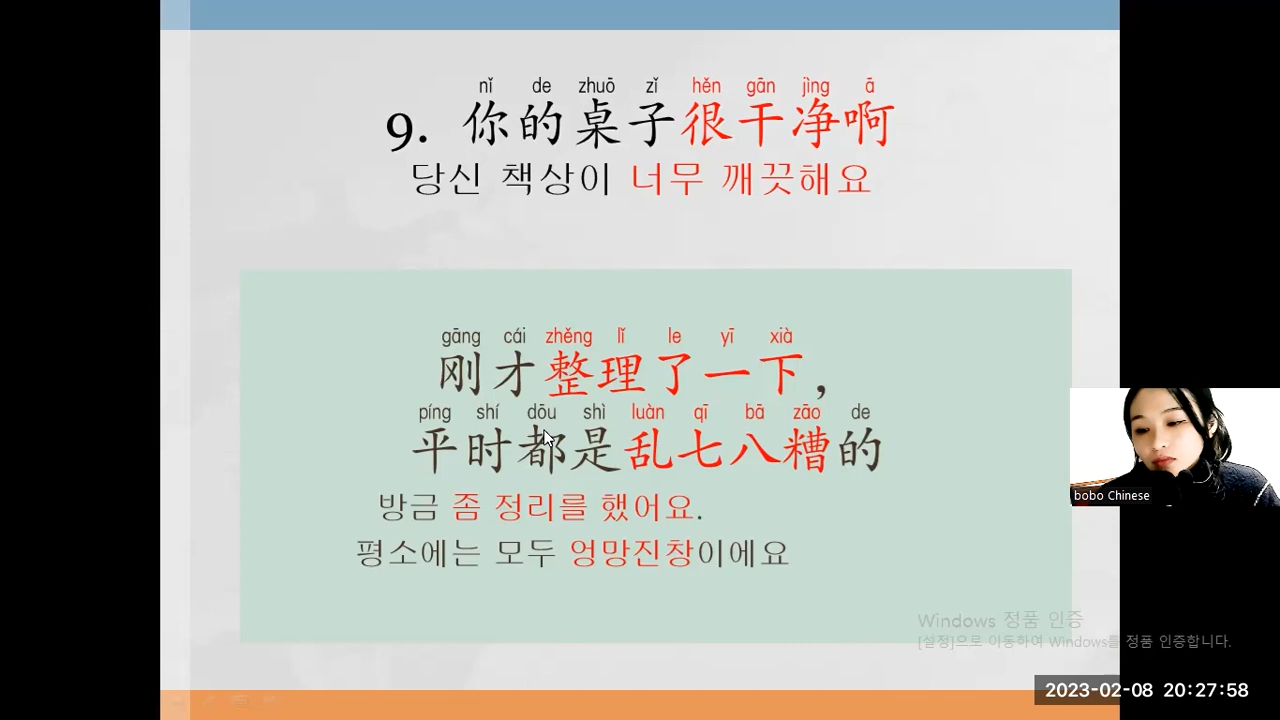 nǐ de zhuō zǐ hěn gān jìng ā
9. 你的桌子很干净啊
당신 책상이 너무 깨끗해요
gāng cái zhěng lǐ le yī xià
刚才整理了一下,
píng shí dōu shì luàn qī bā zāo de
平时都是乱七八糟的
방금 좀 정리를 했어요.
평소에는 모두 엉망진창이에요
bobo Chinese
Windows 정품 인증
[설정]으로 이동하여 Windows를 정품 인증합니다.
2023-02-08 20:27:58